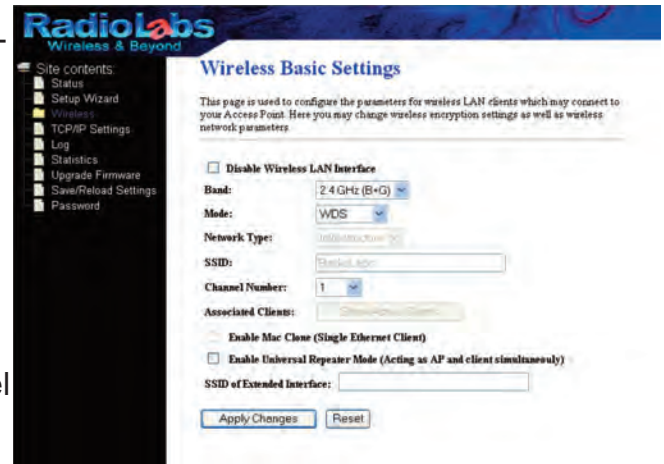 RadioLabs
Wireless & Beyond
Site contents:
Status
Setup Wizard
Wireless
TCP/IP Settings
Log
Statistics
Upgrade Firmware
Save/Reload Settings
Password
Wireless Basic Settings
This page is used to configure the parameters for wireless LAN clients which may connect to
your Access Point. Here you may change wireless encryption settings as well as wireless
network parameters.
Disable Wireless LAN Interface
Band: 2.4 GHz (B+G)
Mode: WDS
Network Type: Infrastructure
SSID:
Channel Number: 1
Associated Clients:
Enable Mac Clone (Single Ethernet Client)
Enable Universal Repeater Mode (Acting as AP and client simultaneouly)
SSID of Extended Interface:
Apply Changes Reset
el